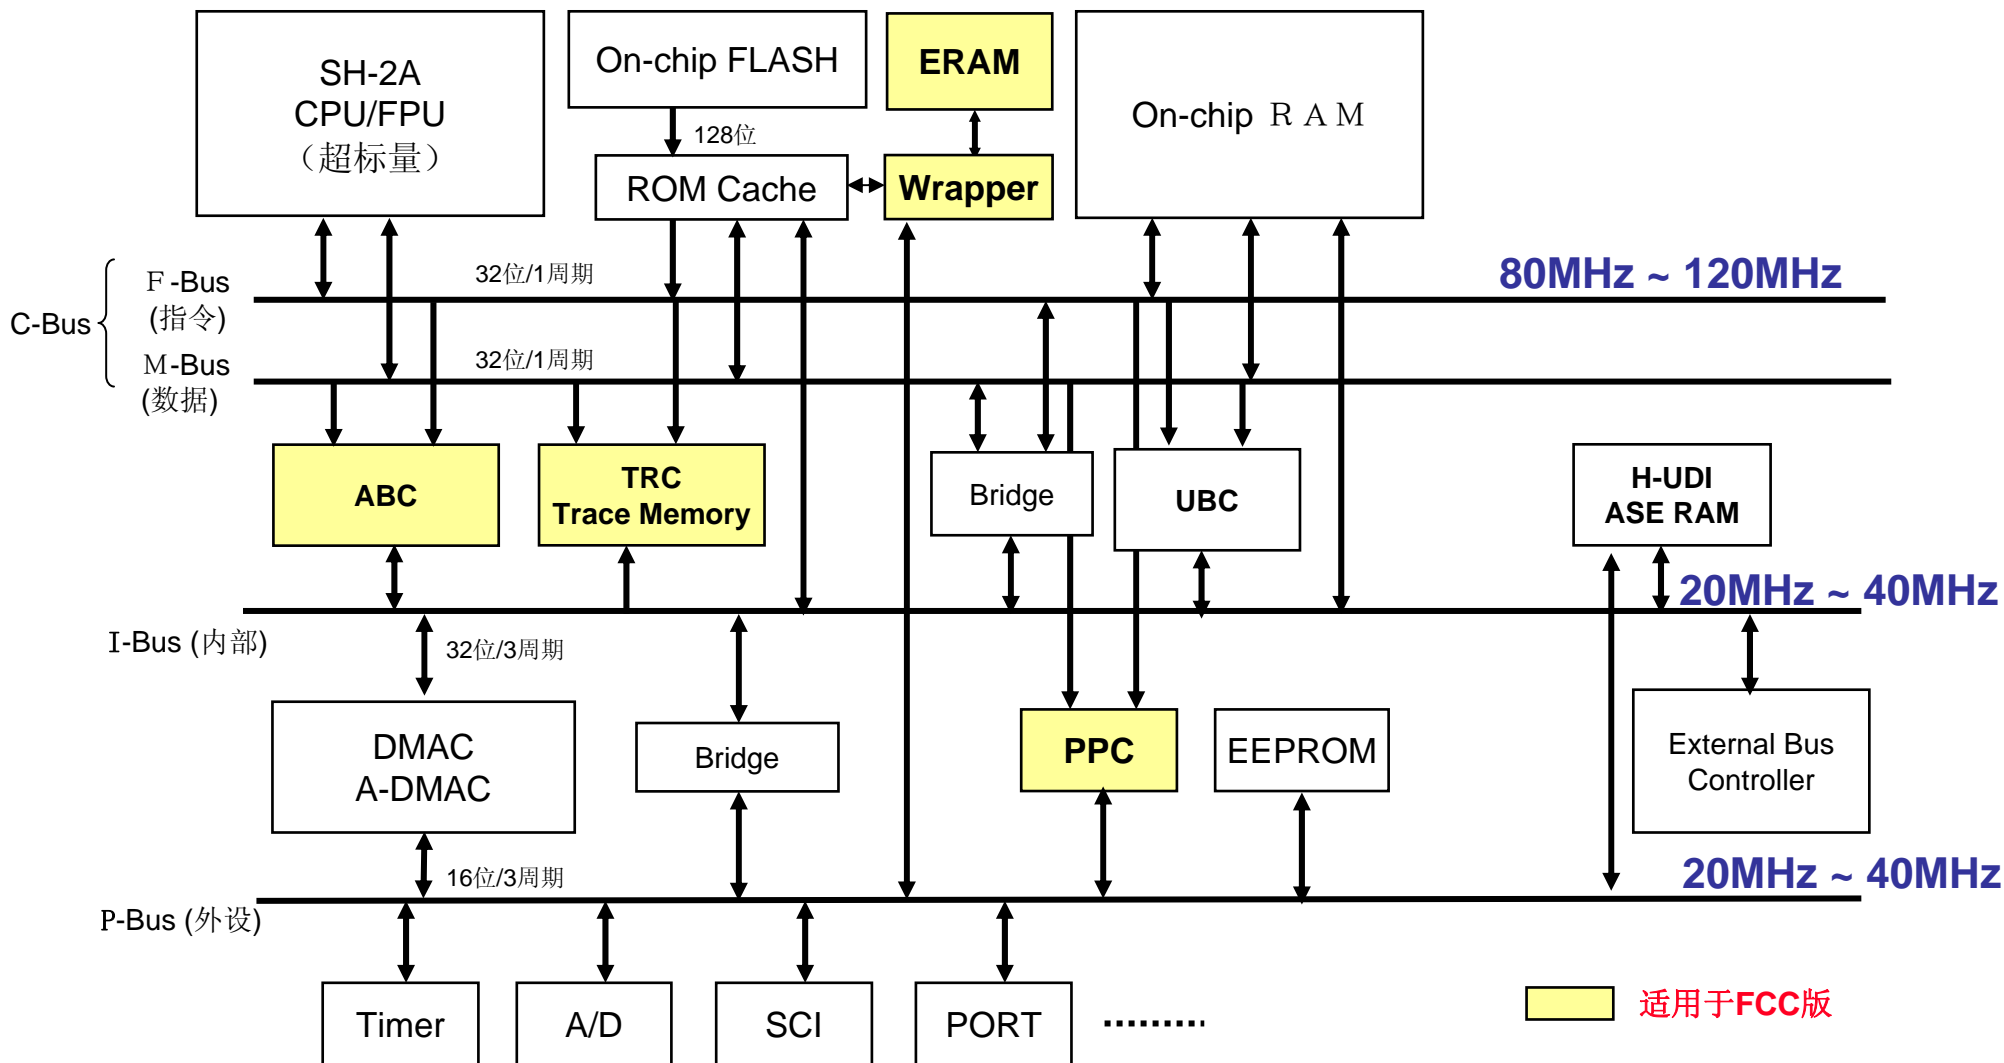 SH-2A
CPU/FPU
（超标量）
On-chip FLASH
ERAM
On-chip ＲＡＭ
128位
ROM Cache
Wrapper
C-Bus
Ｆ-Bus
(指令)
32位/1周期
80MHz ~ 120MHz
Ｍ-Bus
(数据)
32位/1周期
ABC
TRC
Trace Memory
Bridge
UBC
H-UDI
ASE RAM
20MHz ~ 40MHz
I-Bus (内部)
32位/3周期
DMAC
A-DMAC
Bridge
PPC
EEPROM
External Bus
Controller
16位/3周期
20MHz ~ 40MHz
P-Bus (外设)
Timer
A/D
SCI
PORT
·········
适用于FCC版